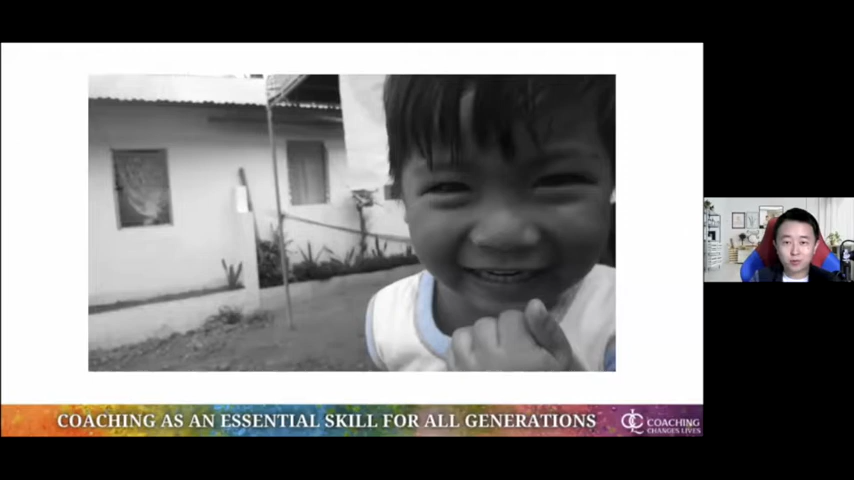 COACHING AS AN ESSENTIAL SKILL FOR ALL GENERATIONS
COACHING
CHANGES LIVES